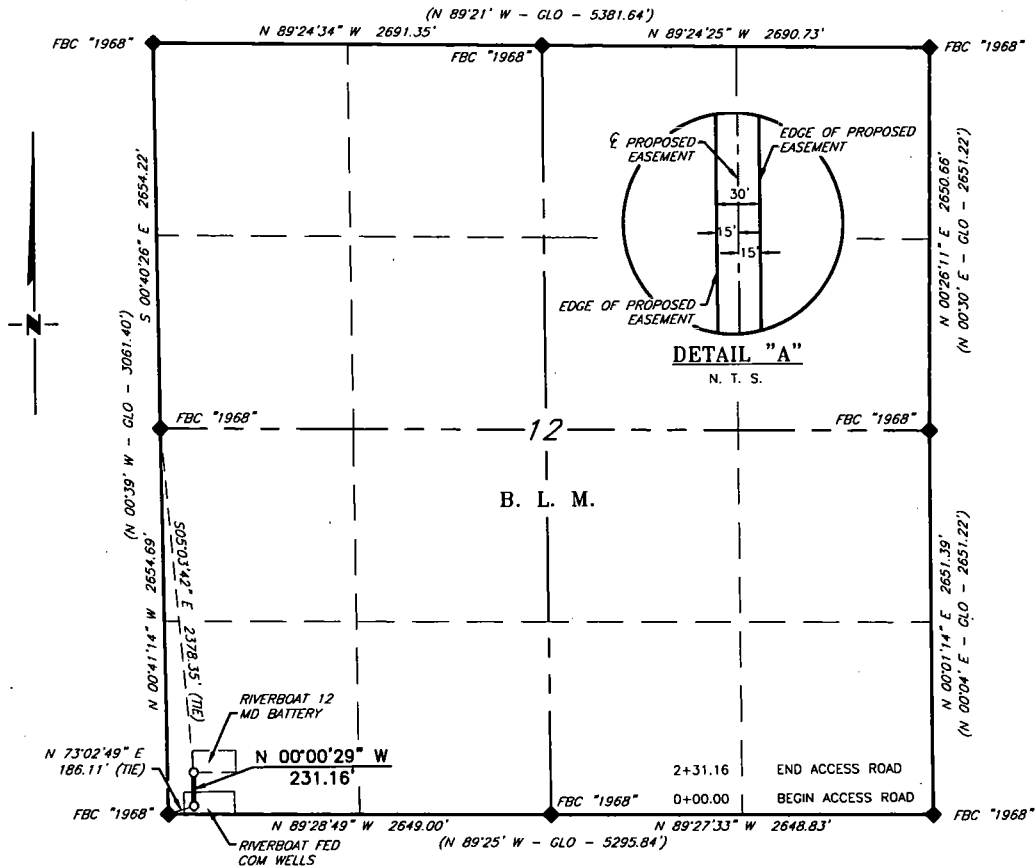 (N 89°21' W - GLO - 5381.64')
N 89°24'34" W 2691.35'
N 89°24'25" W 2690.73'
FBC "1968"
FBC "1968"
FBC "1968"
S 00°40'26" E 2654.22'
(N 00°39' W - GLO - 3061.40')
N 00°26'11" E 2650.66'
(N 00°30' E - GLO - 2651.22')
℄ PROPOSED
EASEMENT
EDGE OF PROPOSED
EASEMENT
30'
15'
15'
EDGE OF PROPOSED
EASEMENT
DETAIL "A"
N. T. S.
N
FBC "1968"
12
FBC "1968"
B. L. M.
N 00°41'14" W 2654.69'
S05°03'42" E 2378.35' (TIE)
N 00°01'14" E 2651.39'
(N 00°04' E - GLO - 2651.22')
RIVERBOAT 12
MD BATTERY
N 73°02'49" E
186.11' (TIE)
N 00°00'29" W
231.16'
2+31.16 END ACCESS ROAD
0+00.00 BEGIN ACCESS ROAD
FBC "1968"
FBC "1968"
FBC "1968"
N 89°28'49" W 2649.00'
N 89°27'33" W 2648.83'
(N 89°25' W - GLO - 5295.84')
RIVERBOAT FED
COM WELLS